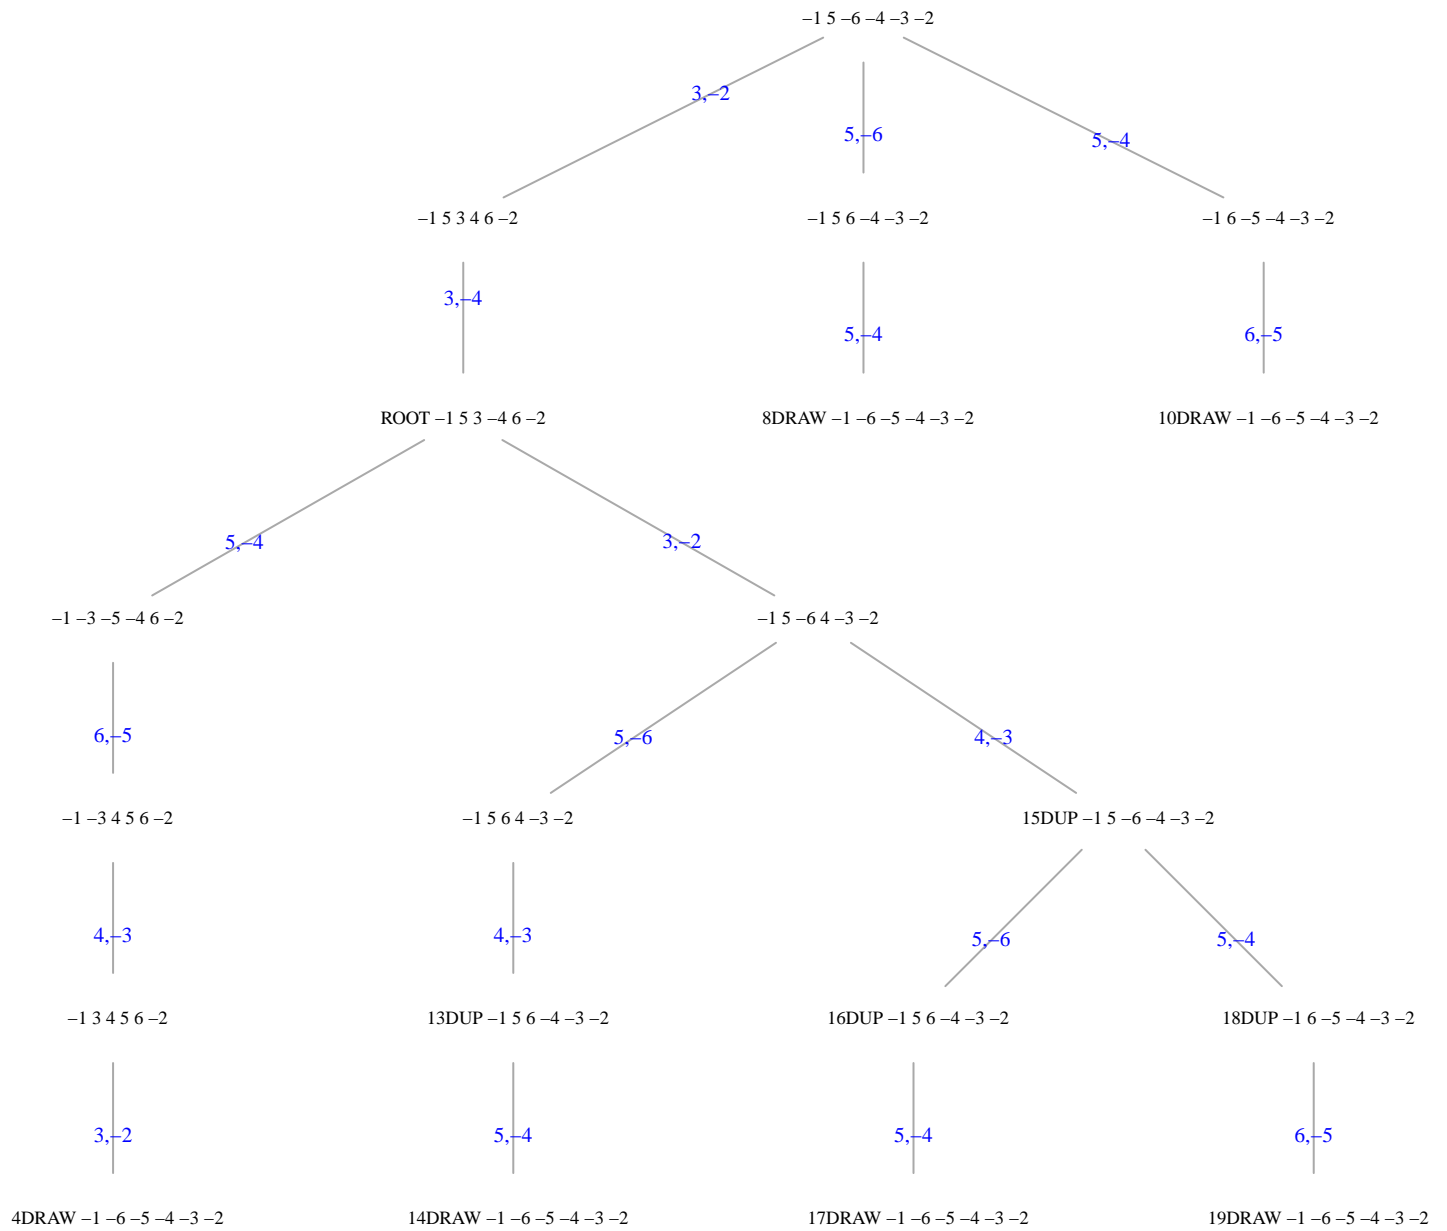 –1 5 –6 –4 –3 –2
3,–2
5,–6
5,–4
–1 5 3 4 6 –2
–1 5 6 –4 –3 –2
–1 6 –5 –4 –3 –2
3,–4
5,–4
6,–5
ROOT –1 5 3 –4 6 –2
8DRAW –1 –6 –5 –4 –3 –2
10DRAW –1 –6 –5 –4 –3 –2
5,–4
3,–2
–1 –3 –5 –4 6 –2
–1 5 –6 4 –3 –2
6,–5
5,–6
4,–3
–1 –3 4 5 6 –2
–1 5 6 4 –3 –2
15DUP –1 5 –6 –4 –3 –2
4,–3
4,–3
5,–6
5,–4
–1 3 4 5 6 –2
13DUP –1 5 6 –4 –3 –2
16DUP –1 5 6 –4 –3 –2
18DUP –1 6 –5 –4 –3 –2
3,–2
5,–4
5,–4
6,–5
4DRAW –1 –6 –5 –4 –3 –2
14DRAW –1 –6 –5 –4 –3 –2
17DRAW –1 –6 –5 –4 –3 –2
19DRAW –1 –6 –5 –4 –3 –2